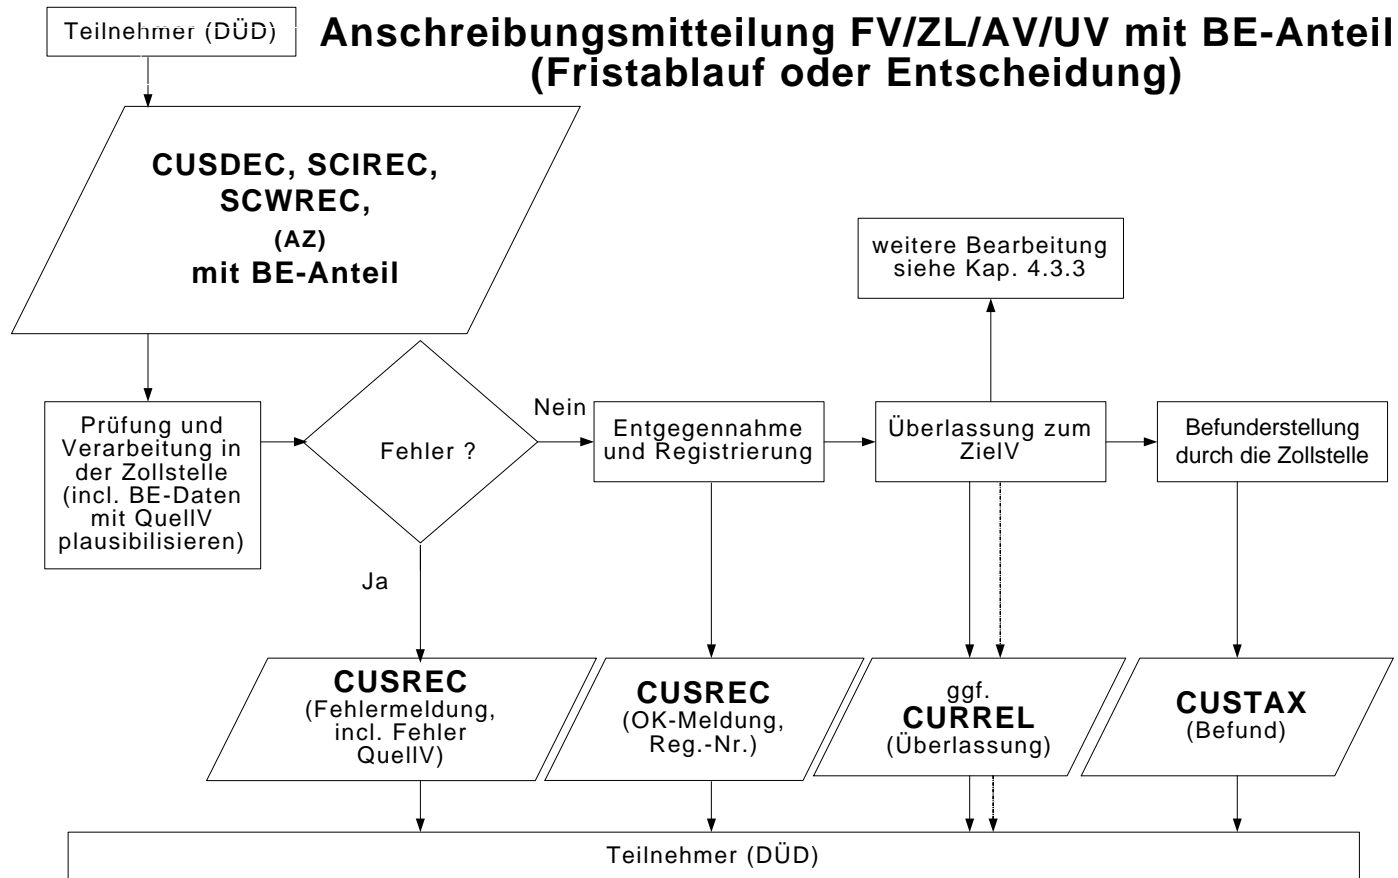 Teilnehmer (DÜD)
Anschreibungsmitteilung FV/ZL/AV/UV mit BE-Anteil
(Fristablauf oder Entscheidung)
CUSDEC, SCIREC,
SCWREC,
(AZ)
mit BE-Anteil
weitere Bearbeitung
siehe Kap. 4.3.3
Prüfung und
Verarbeitung in
der Zollstelle
(incl. BE-Daten
mit QuellV
plausibilisieren)
Fehler ?
Nein
Ja
Entgegennahme
und Registrierung
Überlassung zum
ZielV
Befunderstellung
durch die Zollstelle
CUSREC
(Fehlermeldung,
incl. Fehler
QuellV)
CUSREC
(OK-Meldung,
Reg.-Nr.)
ggf.
CURREL
(Überlassung)
CUSTAX
(Befund)
Teilnehmer (DÜD)